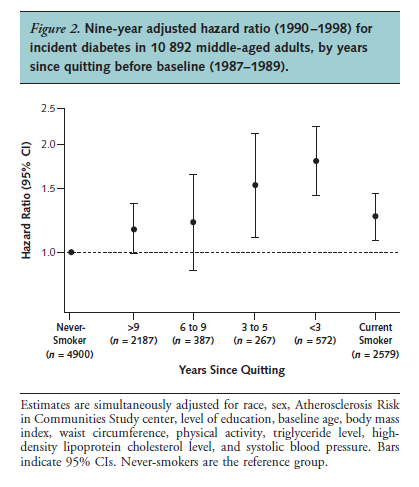 Figure 2. Nine-year adjusted hazard ratio (1990–1998) for
incident diabetes in 10 892 middle-aged adults, by years
since quitting before baseline (1987–1989).
2.5
2.0
1.5
1.0
Hazard Ratio (95% CI)
Never-
Smoker
(n = 4900)
>9
(n = 2187)
6 to 9
(n = 387)
3 to 5
(n = 267)
<3
(n = 572)
Current
Smoker
(n = 2579)
Years Since Quitting
Estimates are simultaneously adjusted for race, sex, Atherosclerosis Risk
in Communities Study center, level of education, baseline age, body mass
index, waist circumference, physical activity, triglyceride level, high-
density lipoprotein cholesterol level, and systolic blood pressure. Bars
indicate 95% CIs. Never-smokers are the reference group.